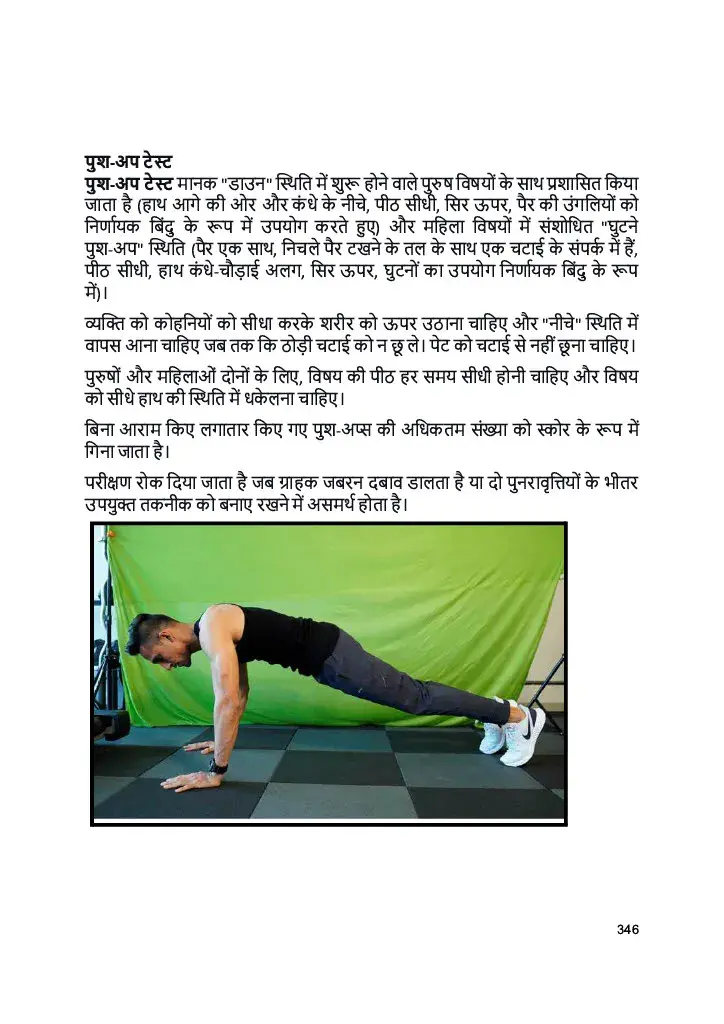 पुश-अप टेस्ट
पुश-अप टेस्ट मानक "डाउन" स्थिति में शुरू होने वाले पुरुष विषयों के साथ प्रशासित किया
जाता है (हाथ आगे की ओर और कंधे के नीचे, पीठ सीधी, सिर ऊपर, पैर की उंगलियों को
निर्णायक बिंदु के रूप में उपयोग करते हुए) और महिला विषयों में संशोधित "घुटने
पुश-अप" स्थिति (पैर एक साथ, निचले पैर टखने के तल के साथ एक चटाई के संपर्क में हैं,
पीठ सीधी, हाथ कंधे-चौड़ाई अलग, सिर ऊपर, घुटनों का उपयोग निर्णायक बिंदु के रूप
में)।
व्यक्ति को कोहनियों को सीधा करके शरीर को ऊपर उठाना चाहिए और "नीचे" स्थिति में
वापस आना चाहिए जब तक कि ठोड़ी चटाई को न छू ले। पेट को चटाई से नहीं छूना चाहिए।
पुरुषों और महिलाओं दोनों के लिए, विषय की पीठ हर समय सीधी होनी चाहिए और विषय
को सीधे हाथ की स्थिति में धकेलना चाहिए।
बिना आराम किए लगातार किए गए पुश-अप्स की अधिकतम संख्या को स्कोर के रूप में
गिना जाता है।
परीक्षण रोक दिया जाता है जब ग्राहक जबरन दबाव डालता है या दो पुनरावृत्तियों के भीतर
उपयुक्त तकनीक को बनाए रखने में असमर्थ होता है।
346